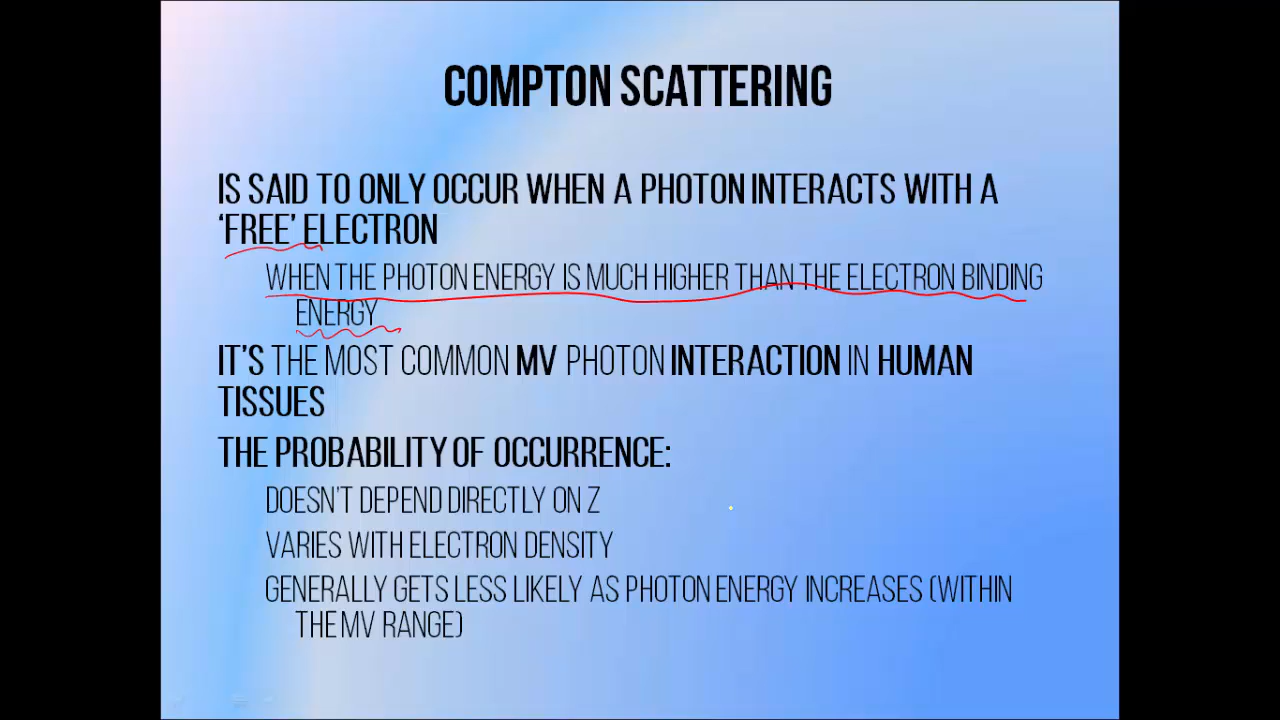 COMPTON SCATTERING
IS SAID TO ONLY OCCUR WHEN A PHOTON INTERACTS WITH A
‘FREE’ ELECTRON
WHEN THE PHOTON ENERGY IS MUCH HIGHER THAN THE ELECTRON BINDING
ENERGY
IT'S THE MOST COMMON MV PHOTON INTERACTION IN HUMAN
TISSUES
THE PROBABILITY OF OCCURRENCE:
DOESN'T DEPEND DIRECTLY ON Z
VARIES WITH ELECTRON DENSITY
GENERALLY GETS LESS LIKELY AS PHOTON ENERGY INCREASES (WITHIN
THE MV RANGE)